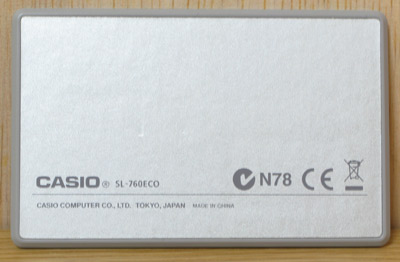 CASIO® SL-760ECO N78 CE
CASIO COMPUTER CO., LTD. TOKYO, JAPAN MADE IN CHINA